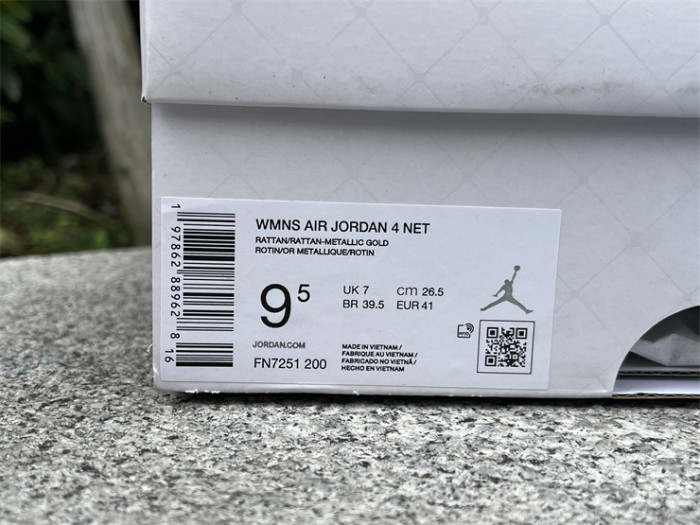 WMNS AIR JORDAN 4 NET
RATTAN/RATTAN-METALLIC GOLD
ROTIN/OR METALLIQUE/ROTIN
9 5
UK 7 cm 26.5
BR 39.5 EUR 41
JORDAN.COM
FN7251 200
MADE IN VIETNAM /
FABRIQUE AU VIETNAM /
FABRICADO NO VIETNÃ /
HECHO EN VIETNAM
1 97862 88962 8 16